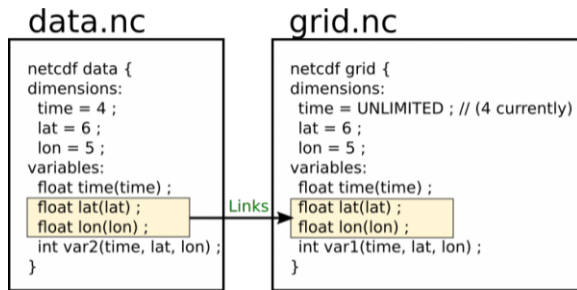 data.nc
netcdf data {
dimensions:
time = 4 ;
lat = 6 ;
lon = 5 ;
variables:
float time(time) ;
float lat(lat) ;
float lon(lon) ;
int var2(time, lat, lon) ;
}
Links
grid.nc
netcdf grid {
dimensions:
time = UNLIMITED ; // (4 currently)
lat = 6 ;
lon = 5 ;
variables:
float time(time) ;
float lat(lat) ;
float lon(lon) ;
int var1(time, lat, lon) ;
}